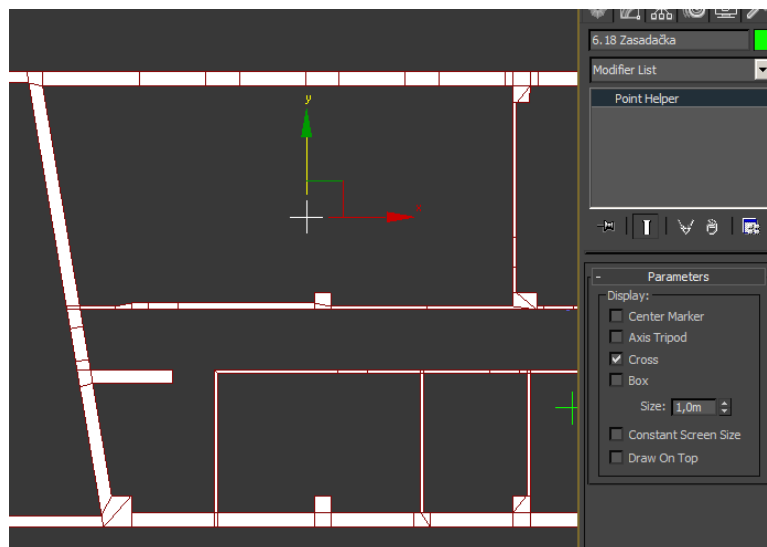 6.18 Zasadačka
Modifier List
Point Helper
y
x
- Parameters
Display:
Center Marker
Axis Tripod
Cross
Box
Size: 1,0m
Constant Screen Size
Draw On Top